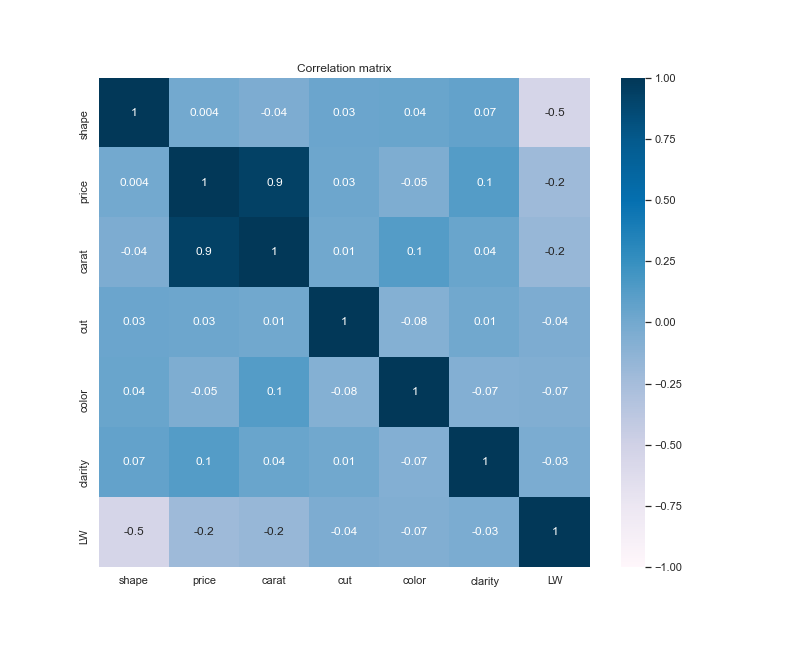 Correlation matrix
shape 1 0.004 -0.04 0.03 0.04 0.07 -0.5
price 0.004 1 0.9 0.03 -0.05 0.1 -0.2
carat -0.04 0.9 1 0.01 0.1 0.04 -0.2
cut 0.03 0.03 0.01 1 -0.08 0.01 -0.04
color 0.04 -0.05 0.1 -0.08 1 -0.07 -0.07
clarity 0.07 0.1 0.04 0.01 -0.07 1 -0.03
LW -0.5 -0.2 -0.2 -0.04 -0.07 -0.03 1
shape price carat cut color clarity LW
1.00
0.75
0.50
0.25
0.00
−0.25
−0.50
−0.75
−1.00